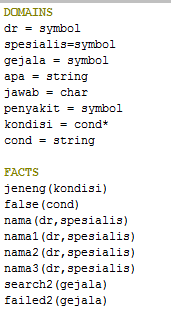 DOMAINS
dr = symbol
spesialis=symbol
gejala = symbol
apa = string
jawab = char
penyakit = symbol
kondisi = cond*
cond = string
FACTS
jeneng(kondisi)
false(cond)
nama(dr,spesialis)
nama1(dr,spesialis)
nama2(dr,spesialis)
nama3(dr,spesialis)
search2(gejala)
failed2(gejala)